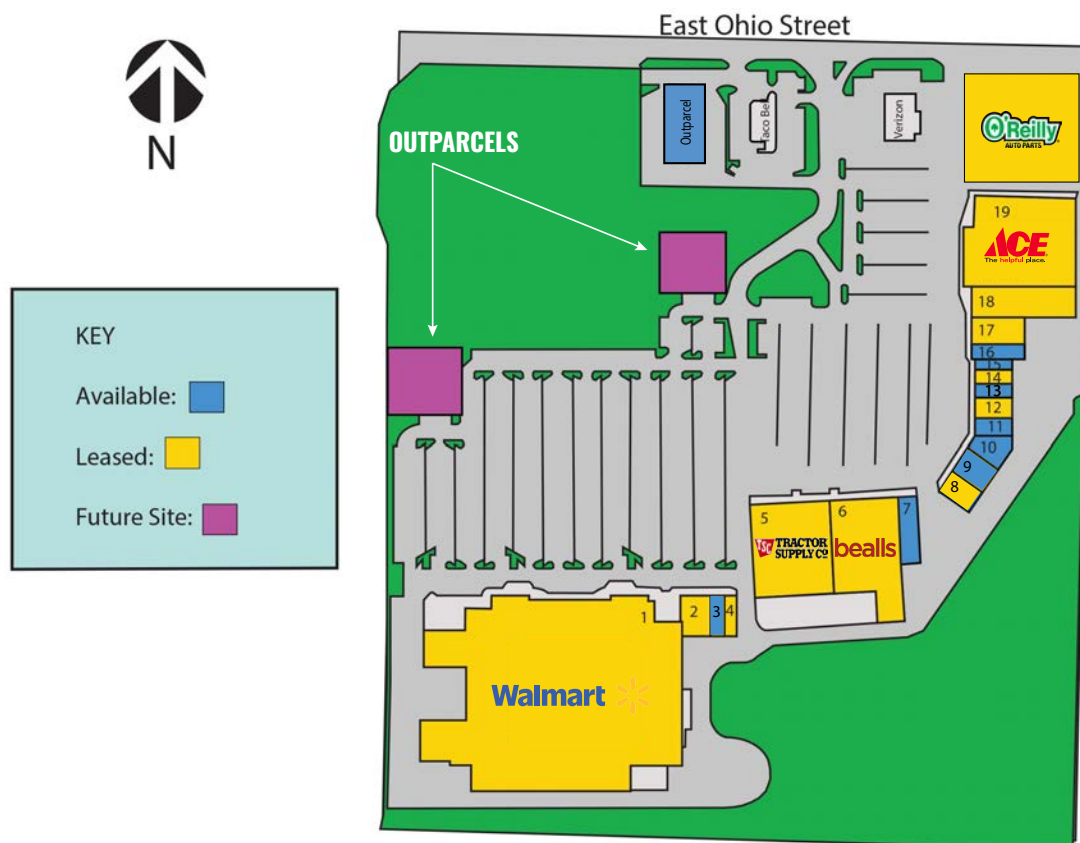 East Ohio Street
N
OUTPARCELS
Outparcel
Taco Bel
Verizon
O'Reilly
AUTO PARTS
19
ACE
The helpful place.
18
17
16
15
14
13
12
11
10
9
8
KEY
Available:
Leased:
Future Site:
5
6
7
TSC TRACTOR
SUPPLY CO
bealls
1
2
3
4
Walmart